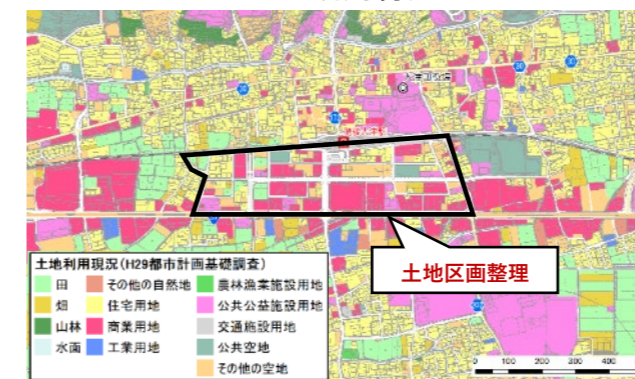 土地区画整理
土地利用現況(H29都市計画基礎調査)
田 その他の自然地 農林漁業施設用地
畑 住宅用地 公共公益施設用地
山林 商業用地 交通施設用地
水面 工業用地 公共空地
その他の空地
0 100 200 300 400